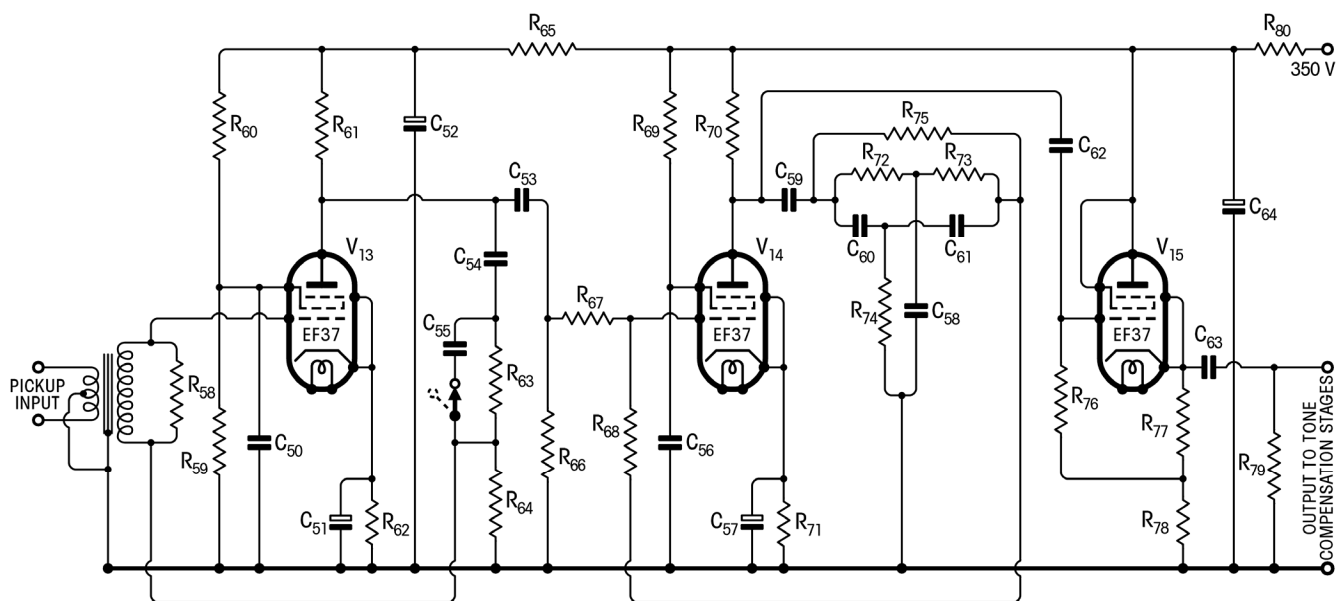 R65
R80
350 V
R60
R61
C52
R69
R70
R75
R72
R73
C62
C53
C59
C64
V13
V14
V15
C54
C60
C61
R67
R74
C58
EF37
EF37
EF37
C55
C63
PICKUP
INPUT
R58
R63
R76
R77
R59
C50
R66
R68
C56
R79
OUTPUT TO TONE
COMPENSATION STAGES
C51
R62
R64
C57
R71
R78